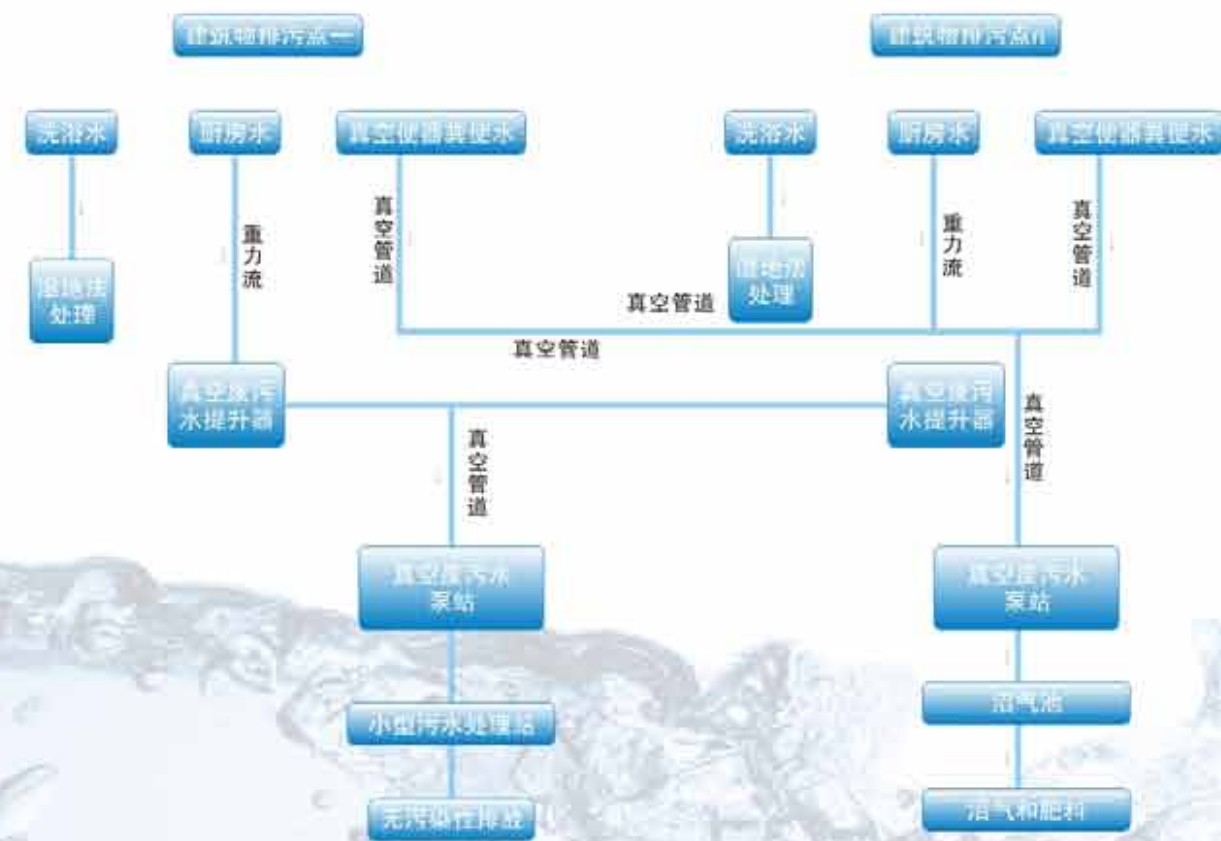 建筑物排污点一
建筑物排污点n
洗浴水
厨房水
真空便器粪便水
洗浴水
厨房水
真空便器粪便水
重力流
真空管道
重力流
真空管道
湿地法
处理
湿地法
处理
真空管道
真空管道
真空废污
水提升器
真空废污
水提升器
真空管道
真空管道
真空废污水
泵站
真空废污水
泵站
小型污水处理站
沼气池
无污染性排放
沼气和肥料